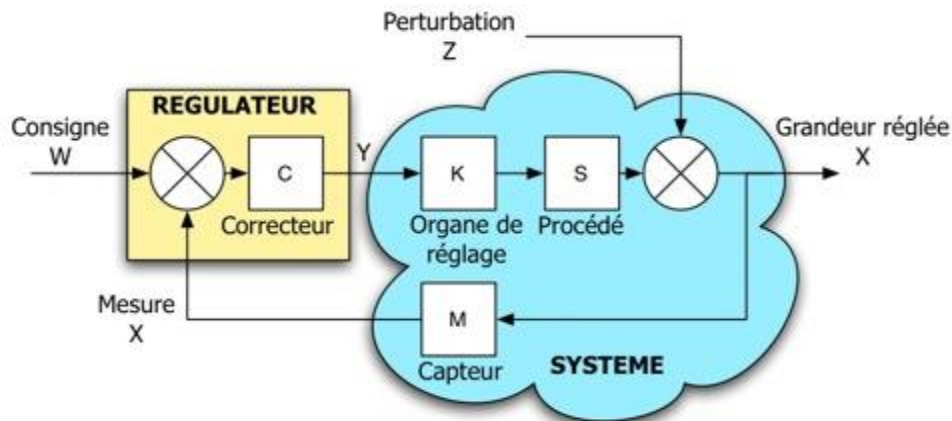 Perturbation
Z
REGULATEUR
Consigne
W
Grandeur réglée
X
Y
C
K
S
Correcteur
Organe de
réglage
Procédé
Mesure
X
M
Capteur
SYSTEME